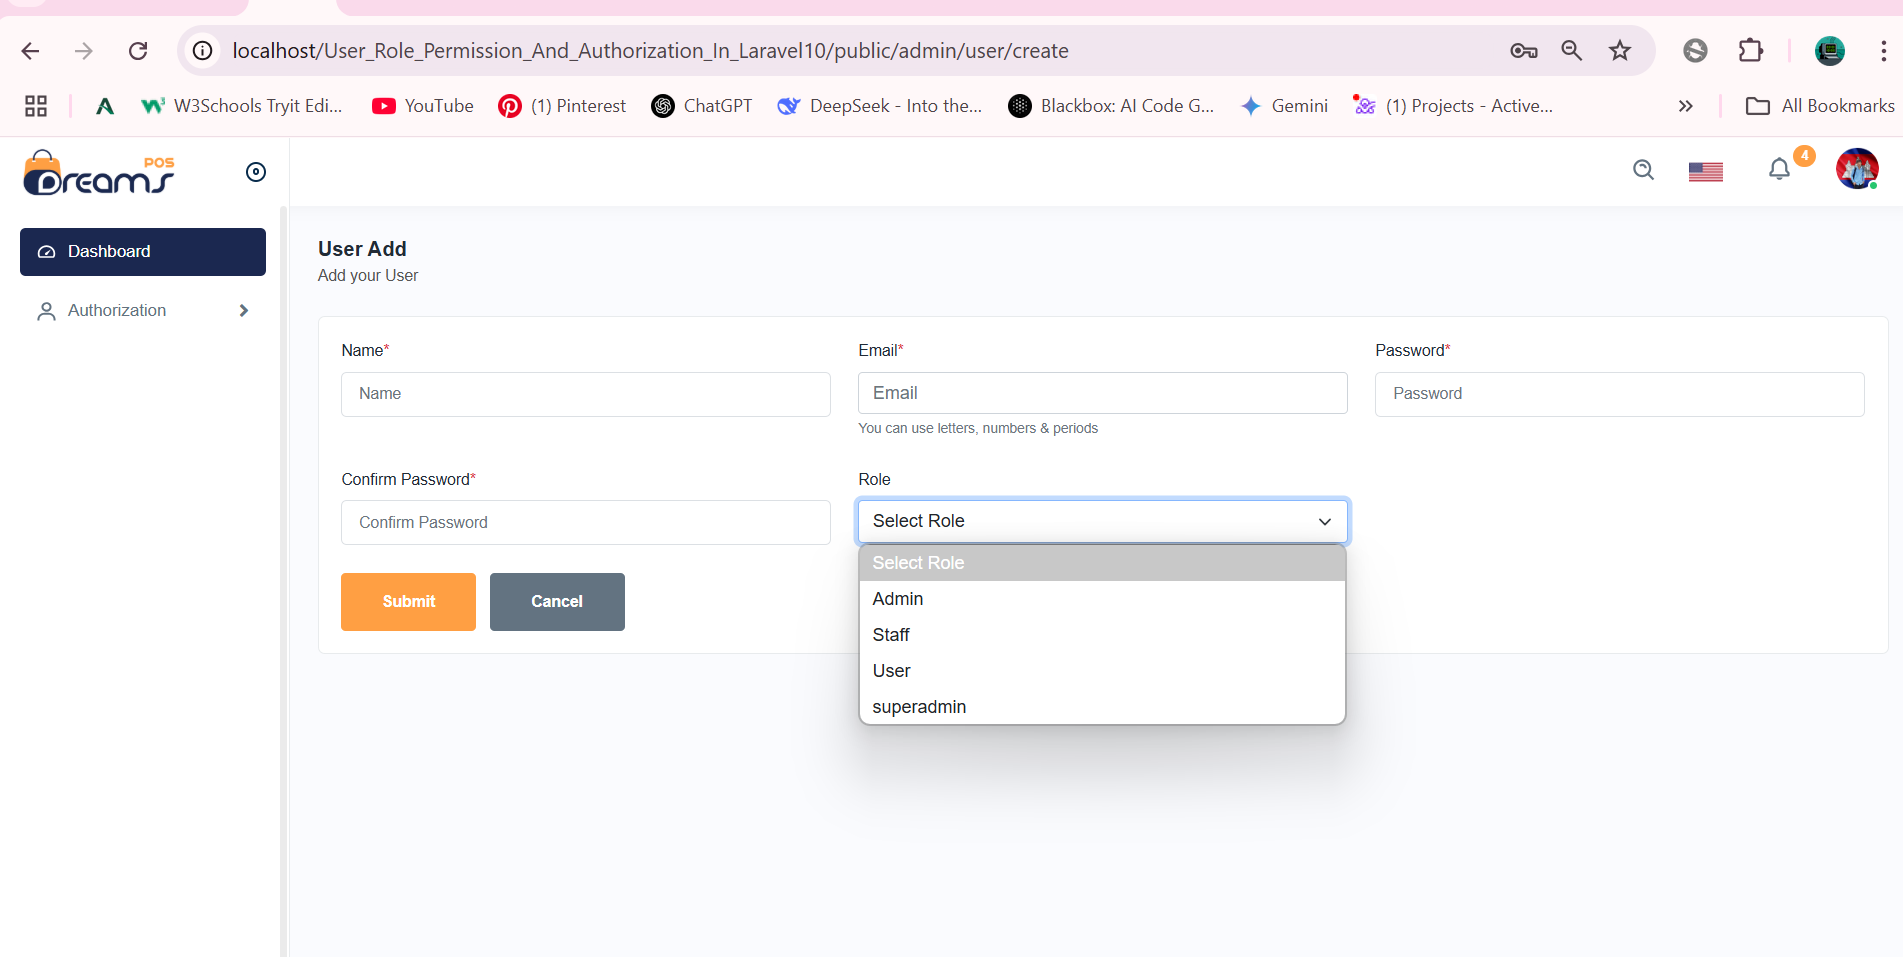 localhost/User_Role_Permission_And_Authorization_In_Laravel10/public/admin/user/create
W3Schools Tryit Edi... YouTube (1) Pinterest ChatGPT DeepSeek - Into the... Blackbox: AI Code G... Gemini (1) Projects - Active... » All Bookmarks
Dreams POS
4
Dashboard
Authorization
User Add
Add your User
Name* Email* Password*
Name Email Password
You can use letters, numbers & periods
Confirm Password* Role
Confirm Password Select Role
Select Role
Admin
Staff
User
superadmin
Submit Cancel